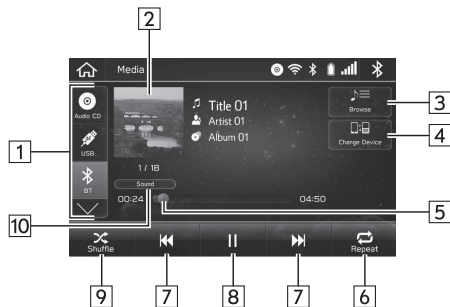 2
Media
3
Browse
4
Change Device
1
Audio CD
USB
BT
Title 01
Artist 01
Album 01
1 / 18
Sound
00:24
04:50
10
5
Shuffle
Repeat
9
7
8
7
6